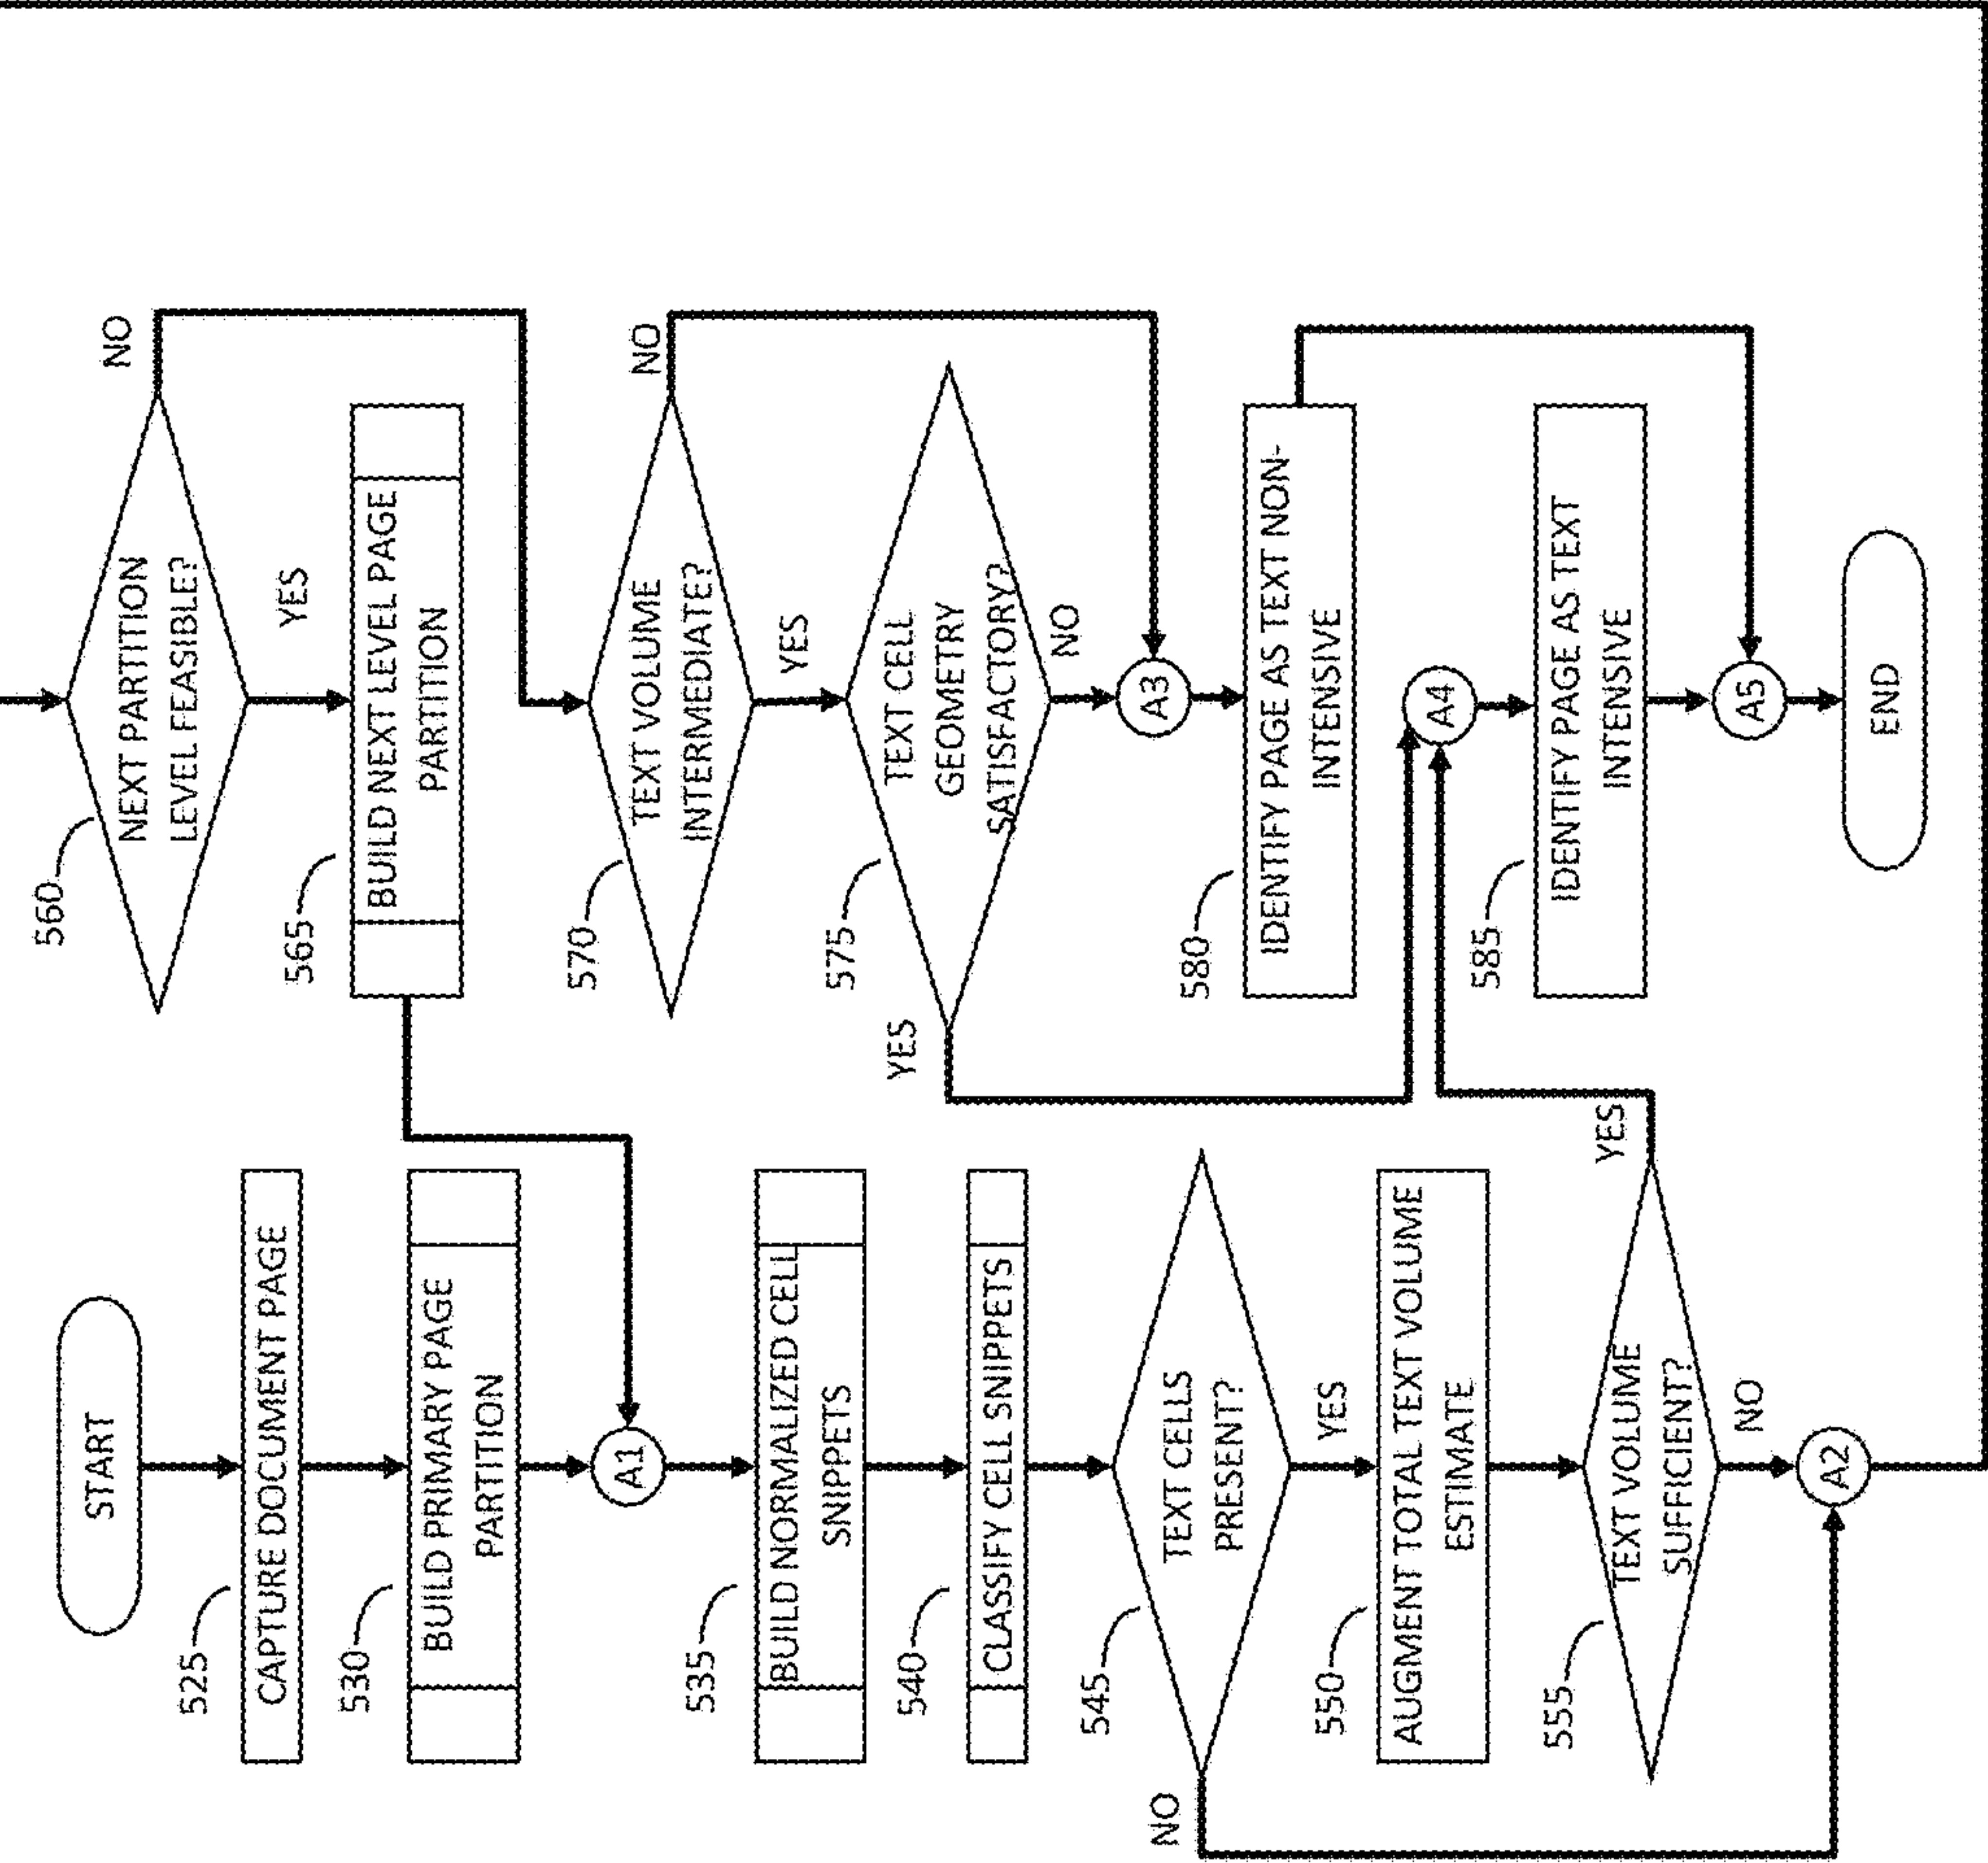 START
525
CAPTURE DOCUMENT PAGE
530
BUILD PRIMARY PAGE
PARTITION
A1
535
BUILD NORMALIZED CELL
SNIPPETS
540
CLASSIFY CELL SNIPPETS
545
TEXT CELLS
PRESENT?
NO
YES
550
AUGMENT TOTAL TEXT VOLUME
ESTIMATE
555
TEXT VOLUME
SUFFICIENT?
YES
NO
A2
560
NEXT PARTITION
LEVEL FEASIBLE?
NO
YES
565
BUILD NEXT LEVEL PAGE
PARTITION
570
TEXT VOLUME
INTERMEDIATE?
NO
YES
575
TEXT CELL
GEOMETRY
SATISFACTORY?
YES
NO
A3
580
IDENTIFY PAGE AS TEXT NON-
INTENSIVE
A4
585
IDENTIFY PAGE AS TEXT
INTENSIVE
A5
END